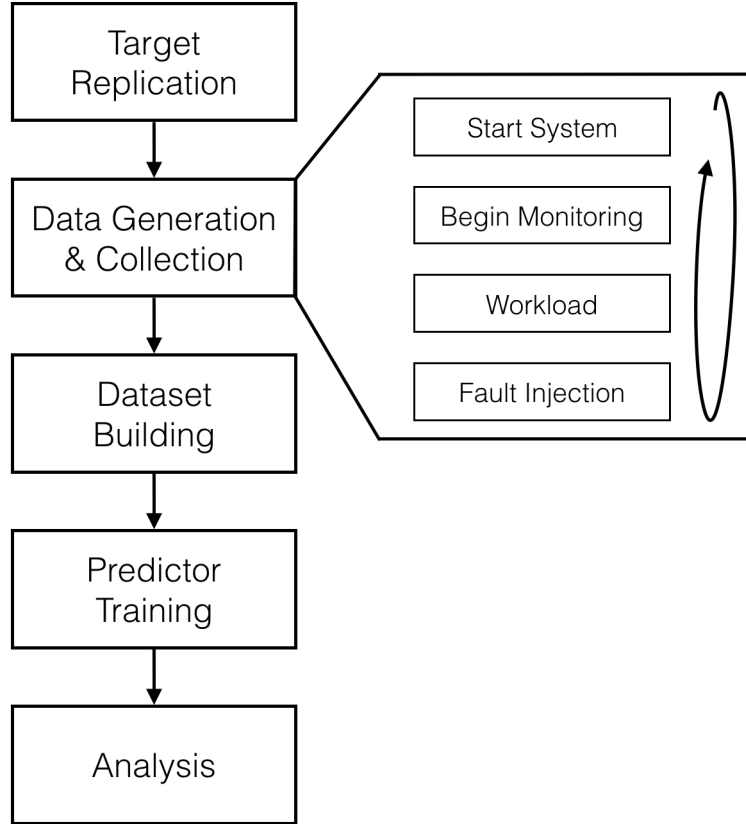 Target
Replication
Data Generation
& Collection
Dataset
Building
Predictor
Training
Analysis
Start System
Begin Monitoring
Workload
Fault Injection